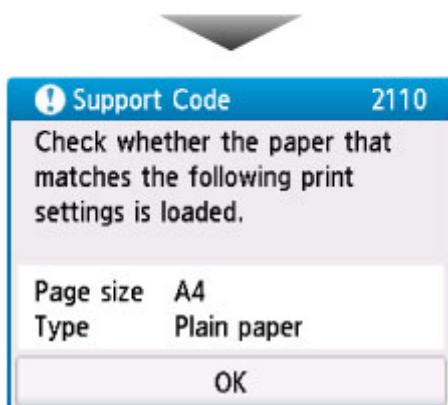 Support Code 2110
Check whether the paper that
matches the following print
settings is loaded.
Page size A4
Type Plain paper
OK